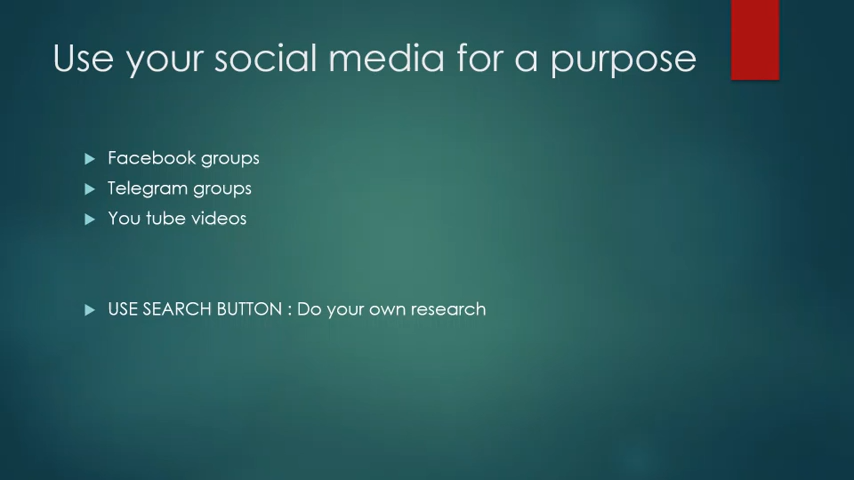 Use your social media for a purpose
Facebook groups
Telegram groups
You tube videos
USE SEARCH BUTTON : Do your own research